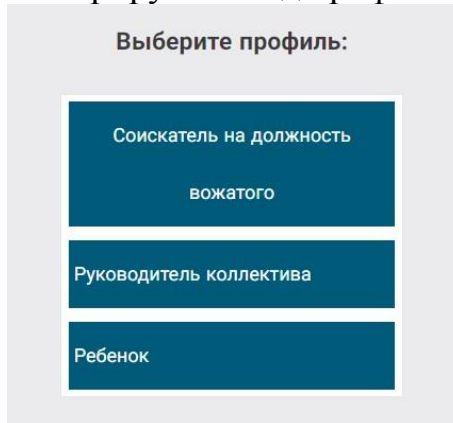 Выберите профиль:
Соискатель на должность
вожатого
Руководитель коллектива
Ребенок